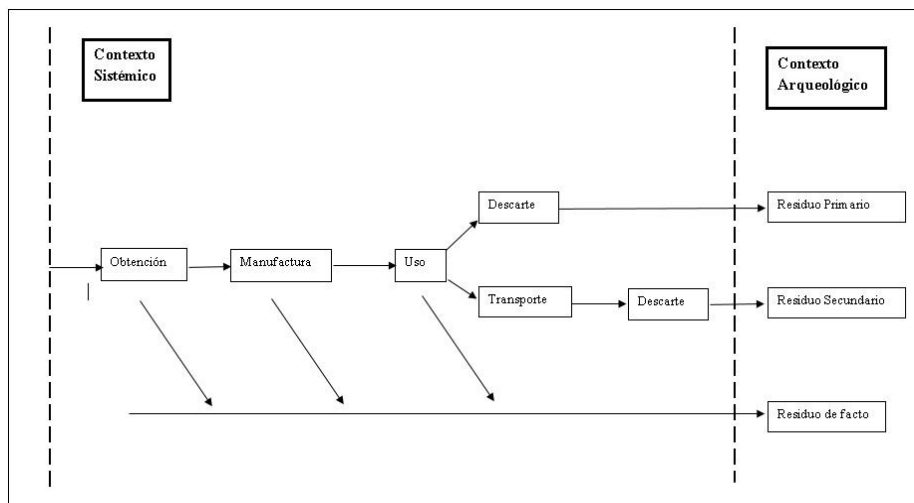 Contexto
Sistémico
Contexto
Arqueológico
Descarte
Residuo Primario
Obtención
Manufactura
Uso
Transporte
Descarte
Residuo Secundario
Residuo de facto